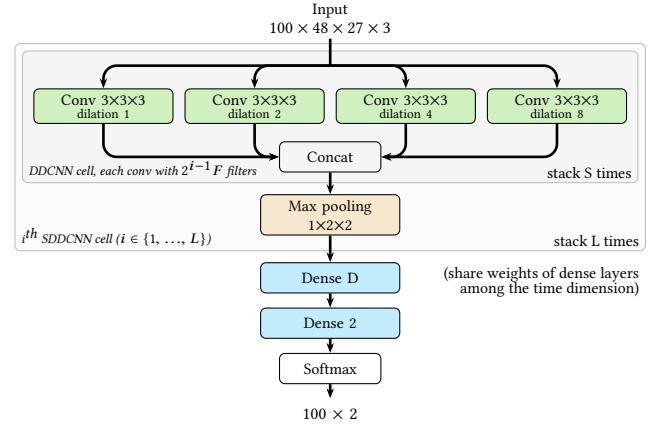 Input
100 × 48 × 27 × 3
Conv 3×3×3
dilation 1
Conv 3×3×3
dilation 2
Conv 3×3×3
dilation 4
Conv 3×3×3
dilation 8
Concat
DDCNN cell, each conv with 2^{i−1}F filters
stack S times
Max pooling
1×2×2
i^{th} SDDCNN cell (i ∈ {1, …, L})
stack L times
Dense D
(share weights of dense layers
among the time dimension)
Dense 2
Softmax
100 × 2